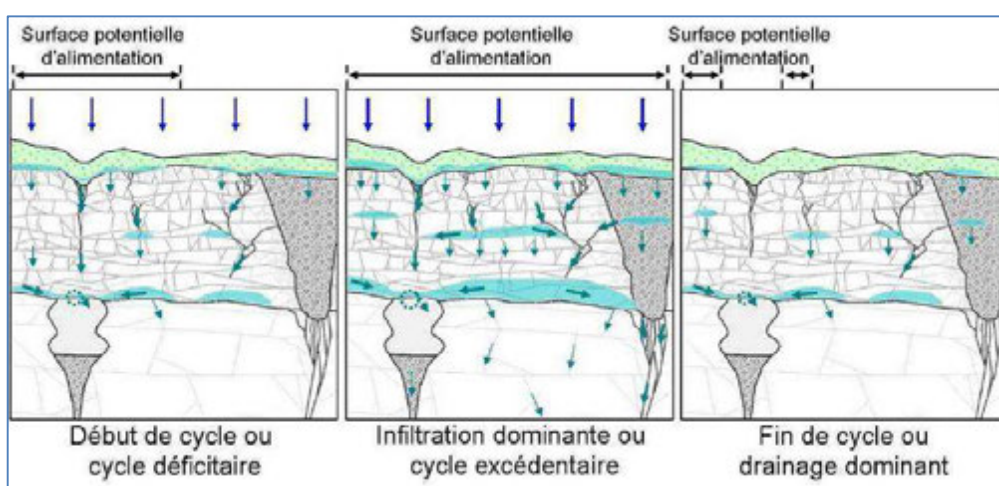 Surface potentielle
d'alimentation
Surface potentielle
d'alimentation
Surface potentielle
d'alimentation
Début de cycle ou
cycle déficitaire
Infiltration dominante ou
cycle excédentaire
Fin de cycle ou
drainage dominant